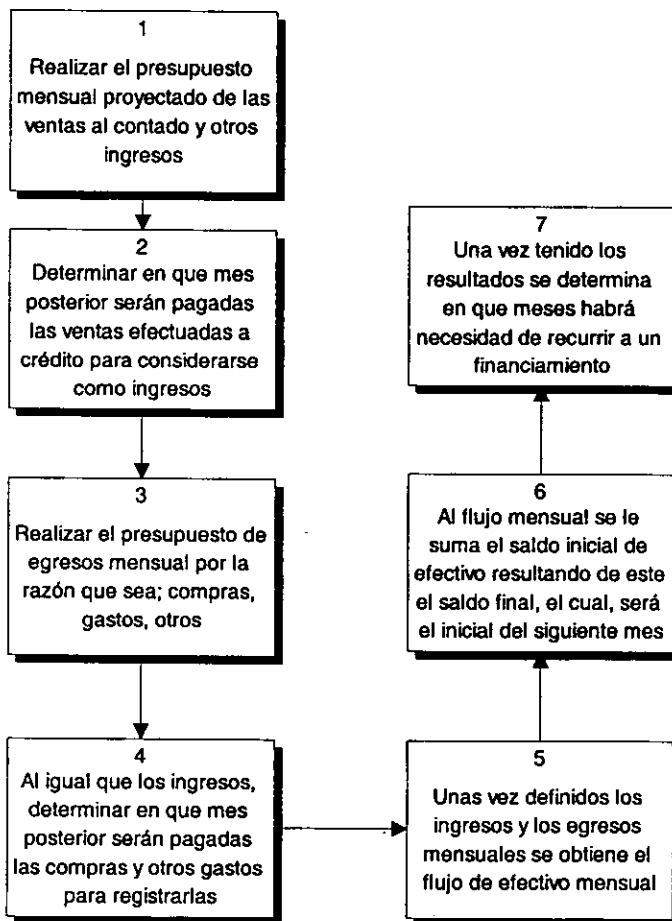 1
Realizar el presupuesto
mensual proyectado de las
ventas al contado y otros
ingresos
2
Determinar en que mes
posterior serán pagadas
las ventas efectuadas a
crédito para considerarse
como ingresos
3
Realizar el presupuesto de
egresos mensual por la
razón que sea; compras,
gastos, otros
4
Al igual que los ingresos,
determinar en que mes
posterior serán pagadas
las compras y otros gastos
para registrarlas
5
Unas vez definidos los
ingresos y los egresos
mensuales se obtiene el
flujo de efectivo mensual
6
Al flujo mensual se le
suma el saldo inicial de
efectivo resultando de este
el saldo final, el cual, será
el inicial del siguiente mes
7
Una vez tenido los
resultados se determina
en que meses habrá
necesidad de recurrir a un
financiamiento